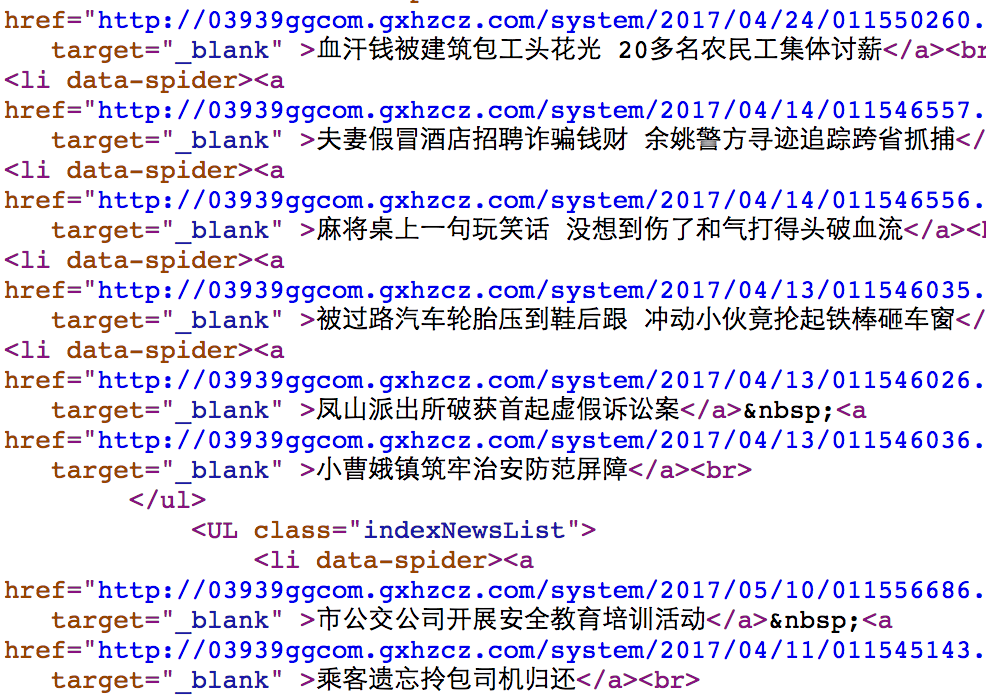 href="http://03939ggcom.gxhzcz.com/system/2017/04/24/011550260.
target="_blank" >血汗钱被建筑包工头花光 20多名农民工集体讨薪</a><br
<li data-spider><a
href="http://03939ggcom.gxhzcz.com/system/2017/04/14/011546557.
target="_blank" >夫妻假冒酒店招聘诈骗钱财 余姚警方寻迹追踪跨省抓捕</
<li data-spider><a
href="http://03939ggcom.gxhzcz.com/system/2017/04/14/011546556.
target="_blank" >麻将桌上一句玩笑话 没想到伤了和气打得头破血流</a><
<li data-spider><a
href="http://03939ggcom.gxhzcz.com/system/2017/04/13/011546035.
target="_blank" >被过路汽车轮胎压到鞋后跟 冲动小伙竟抡起铁棒砸车窗</
<li data-spider><a
href="http://03939ggcom.gxhzcz.com/system/2017/04/13/011546026.
target="_blank" >凤山派出所破获首起虚假诉讼案</a>&nbsp;<a
href="http://03939ggcom.gxhzcz.com/system/2017/04/13/011546036.
target="_blank" >小曹娥镇筑牢治安防范屏障</a><br>
</ul>
<UL class="indexNewsList">
<li data-spider><a
href="http://03939ggcom.gxhzcz.com/system/2017/05/10/011556686.
target="_blank" >市公交公司开展安全教育培训活动</a>&nbsp;<a
href="http://03939ggcom.gxhzcz.com/system/2017/04/11/011545143.
target="_blank" >乘客遗忘拎包司机归还</a><br>